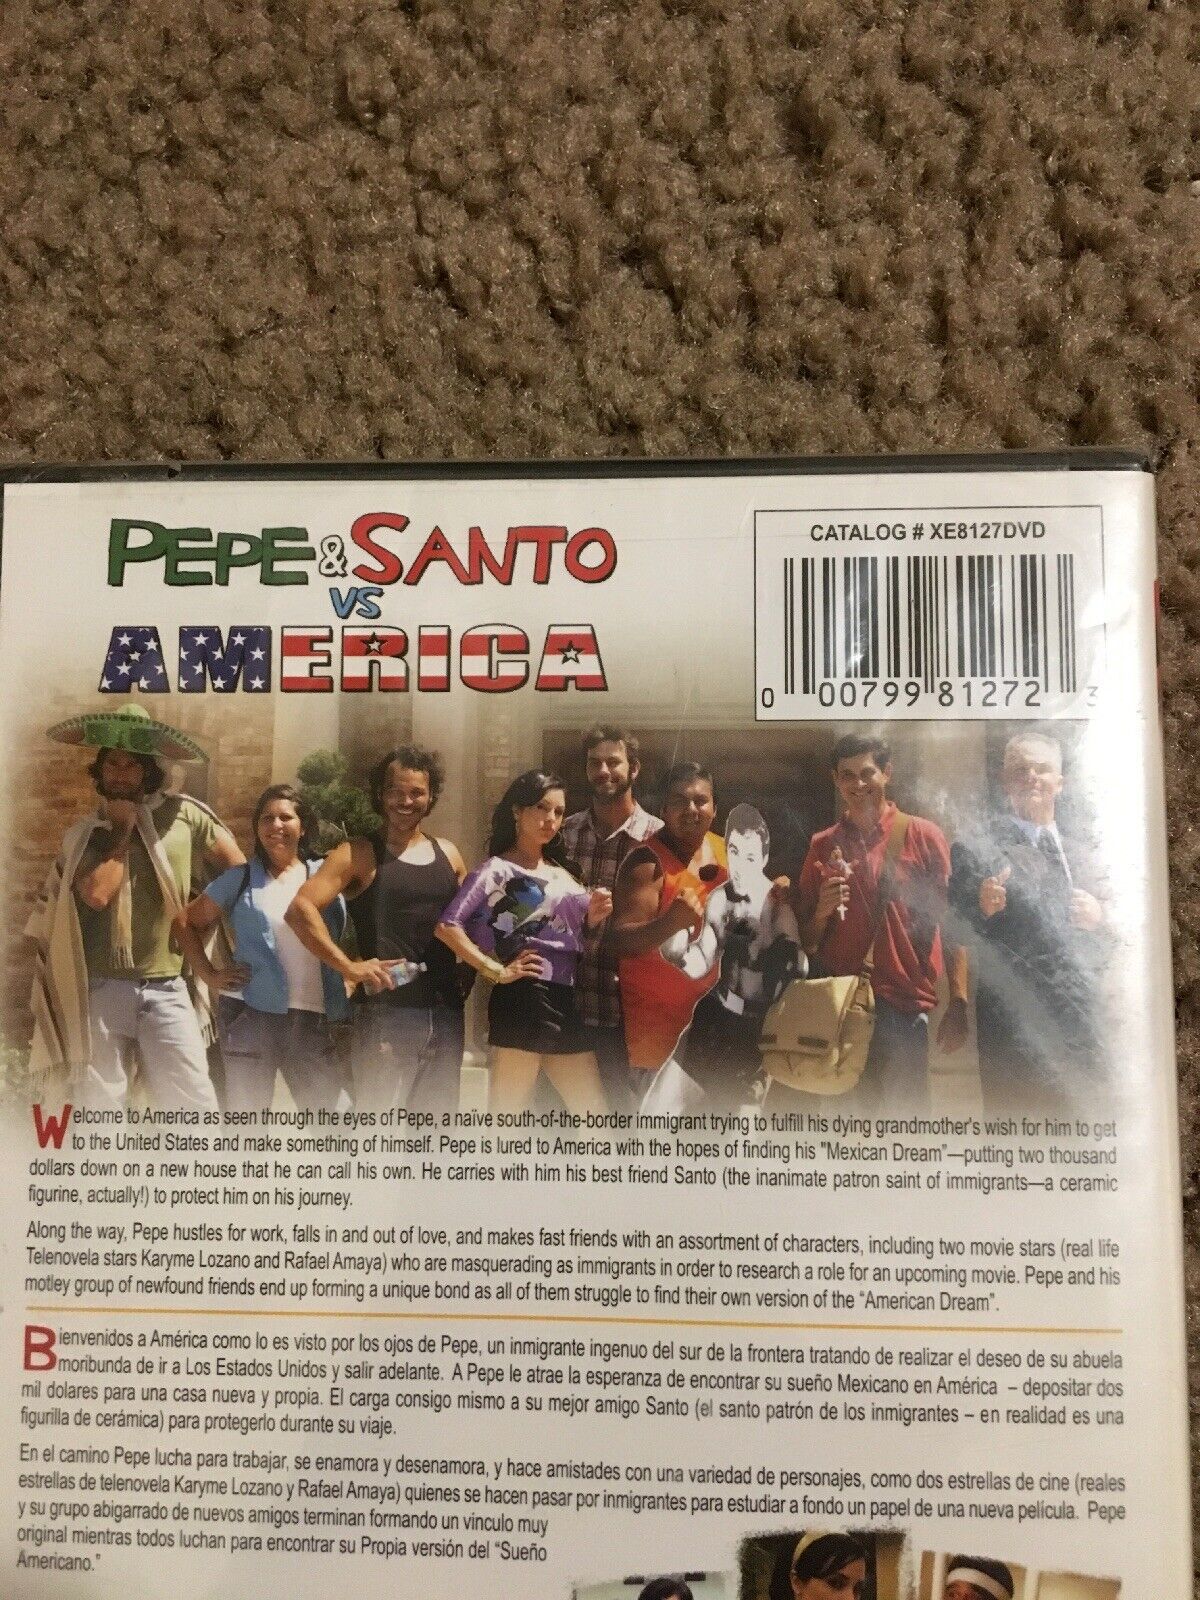 PEPE & SANTO
VS
AMERICA
CATALOG # XE8127DVD
0 00799 81272 3
Welcome to America as seen through the eyes of Pepe, a naïve south-of-the-border immigrant trying to fulfill his dying grandmother's wish for him to get
to the United States and make something of himself. Pepe is lured to America with the hopes of finding his "Mexican Dream"—putting two thousand
dollars down on a new house that he can call his own. He carries with him his best friend Santo (the inanimate patron saint of immigrants—a ceramic
figurine, actually!) to protect him on his journey.
Along the way, Pepe hustles for work, falls in and out of love, and makes fast friends with an assortment of characters, including two movie stars (real life
Telenovela stars Karyme Lozano and Rafael Amaya) who are masquerading as immigrants in order to research a role for an upcoming movie. Pepe and his
motley group of newfound friends end up forming a unique bond as all of them struggle to find their own version of the “American Dream”.
Bienvenidos a América como lo es visto por los ojos de Pepe, un inmigrante ingenuo del sur de la frontera tratando de realizar el deseo de su abuela
moribunda de ir a Los Estados Unidos y salir adelante. A Pepe le atrae la esperanza de encontrar su sueño Mexicano en América – depositar dos
mil dolares para una casa nueva y propia. El carga consigo mismo a su mejor amigo Santo (el santo patrón de los inmigrantes – en realidad es una
figurilla de cerámica) para protegerlo durante su viaje.
En el camino Pepe lucha para trabajar, se enamora y desenamora, y hace amistades con una variedad de personajes, como dos estrellas de cine (reales
estrellas de telenovela Karyme Lozano y Rafael Amaya) quienes se hacen pasar por inmigrantes para estudiar a fondo un papel de una nueva película. Pepe
y su grupo abigarrado de nuevos amigos terminan formando un vinculo muy
original mientras todos luchan para encontrar su Propia versión del “Sueño
Americano.”